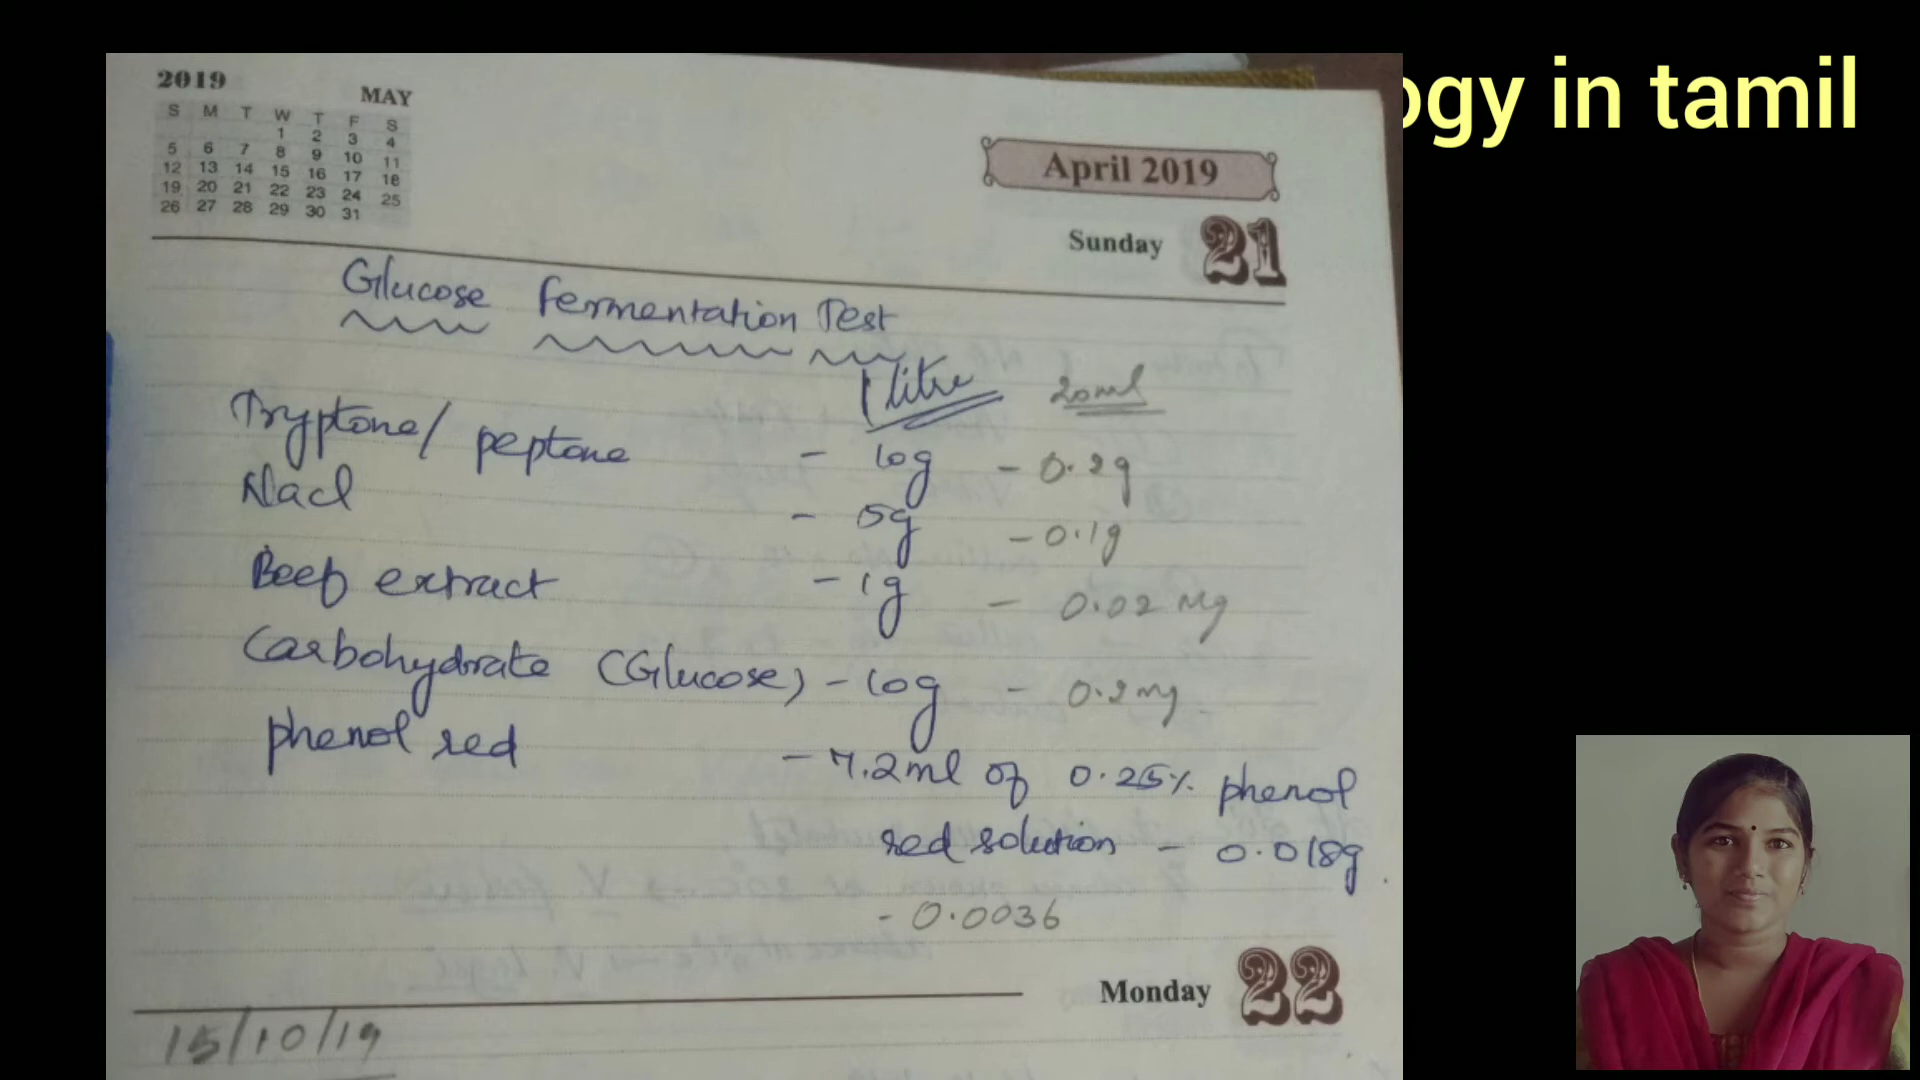 ogy in tamil
2019 MAY
S M T W T F S
1 2 3 4
5 6 7 8 9 10 11
12 13 14 15 16 17 18
19 20 21 22 23 24 25
26 27 28 29 30 31
April 2019
Sunday 21
Glucose Fermentation Test
1 litre 20ml
Tryptone/ peptone - 10g - 0.2g
Nacl - 5g - 0.1g
Beef extract - 1g - 0.02 mg
Carbohydrate (Glucose) - 10g - 0.2mg
phenol red - 7.2ml of 0.25% phenol
red solution - 0.018g.
- 0.0036
Monday 22
15/10/19